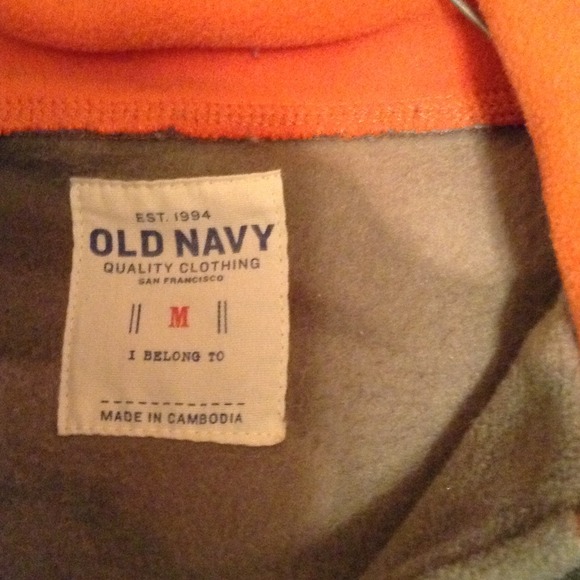 EST. 1994
OLD NAVY
QUALITY CLOTHING
SAN FRANCISCO
M
I BELONG TO
MADE IN CAMBODIA